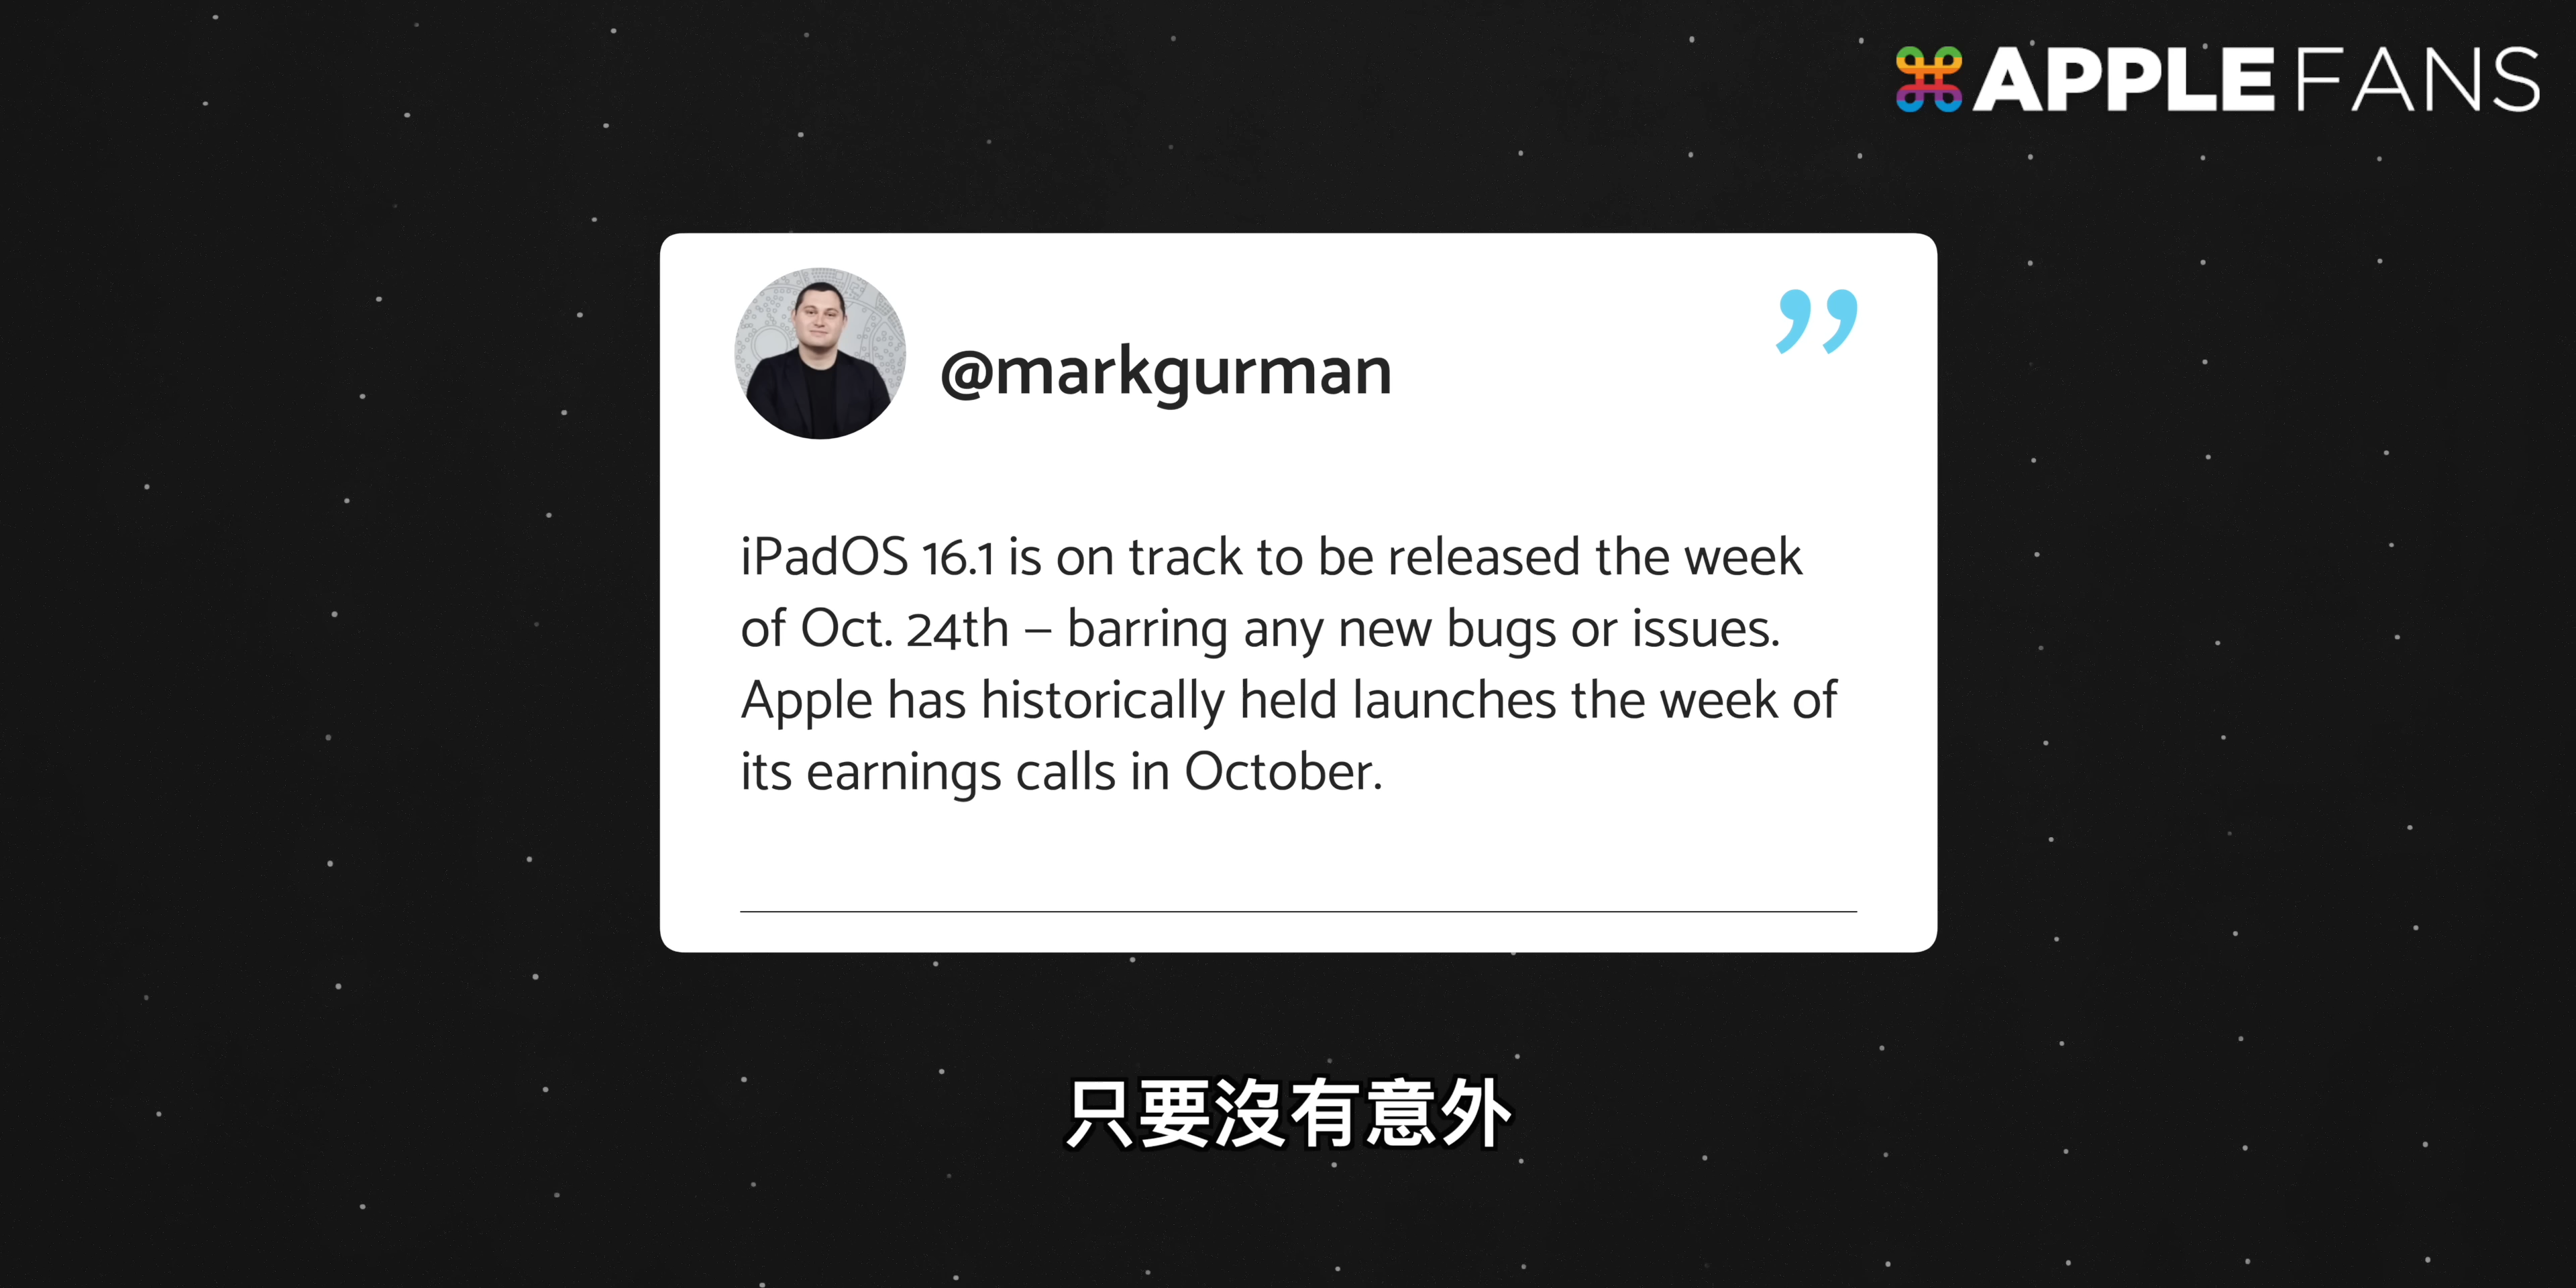 APPLE FANS
@markgurman
iPadOS 16.1 is on track to be released the week
of Oct. 24th – barring any new bugs or issues.
Apple has historically held launches the week of
its earnings calls in October.
只要沒有意外